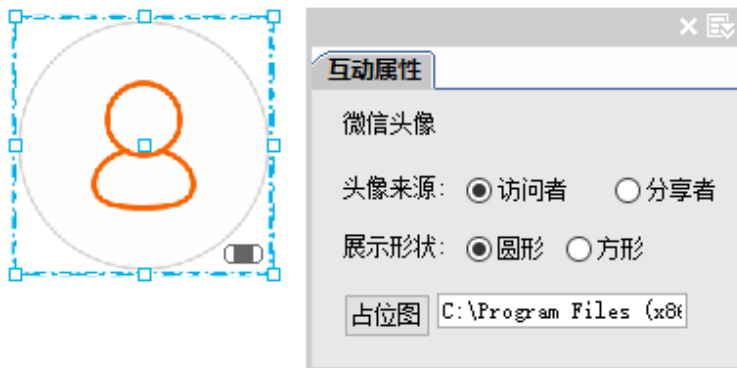 互动属性
微信头像
头像来源: 访问者 分享者
展示形状: 圆形 方形
占位图 C:\Program Files (x86